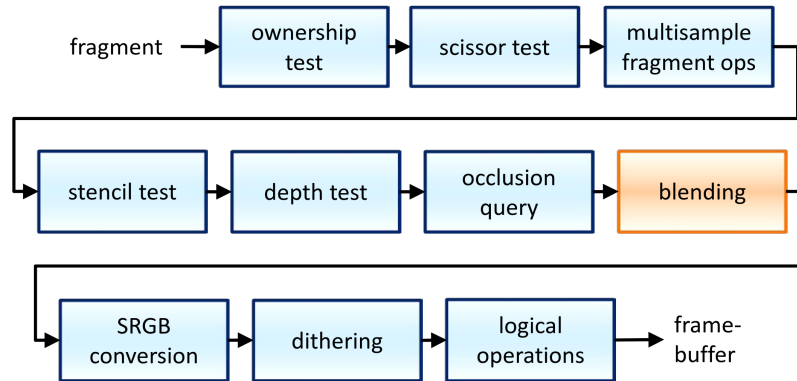 fragment
ownership
test
scissor test
multisample
fragment ops
stencil test
depth test
occlusion
query
blending
SRGB
conversion
dithering
logical
operations
frame-
buffer